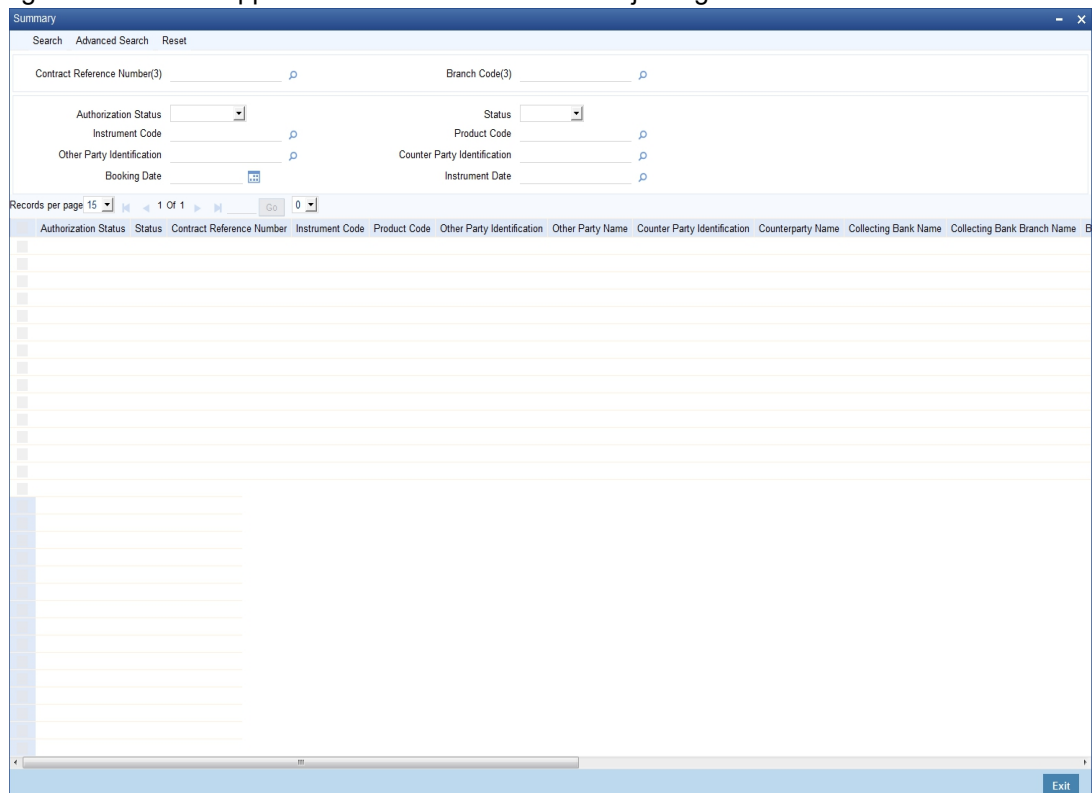 Summary
Search Advanced Search Reset
Contract Reference Number(3) Branch Code(3)
Authorization Status Status
Instrument Code Product Code
Other Party Identification Counter Party Identification
Booking Date Instrument Date
Records per page 15 1 Of 1 Go 0
Authorization Status Status Contract Reference Number Instrument Code Product Code Other Party Identification Other Party Name Counter Party Identification Counterparty Name Collecting Bank Name Collecting Bank Branch Name
Exit